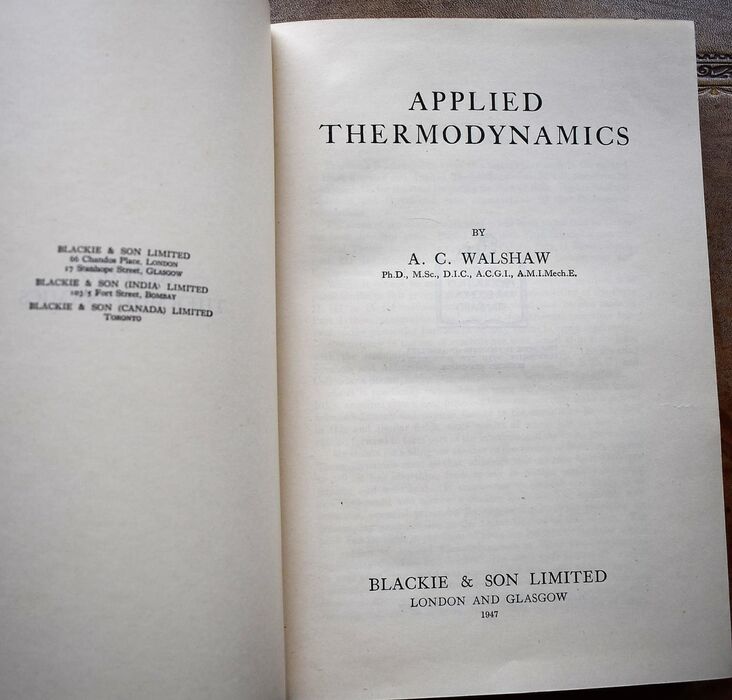 BLACKIE & SON LIMITED
66 Chandos Place, LONDON
17 Stanhope Street, GLASGOW
BLACKIE & SON (INDIA) LIMITED
103/5 Fort Street, BOMBAY
BLACKIE & SON (CANADA) LIMITED
TORONTO
APPLIED
THERMODYNAMICS
BY
A. C. WALSHAW
Ph.D., M.Sc., D.I.C., A.C.G.I., A.M.I.Mech.E.
BLACKIE & SON LIMITED
LONDON AND GLASGOW
1947